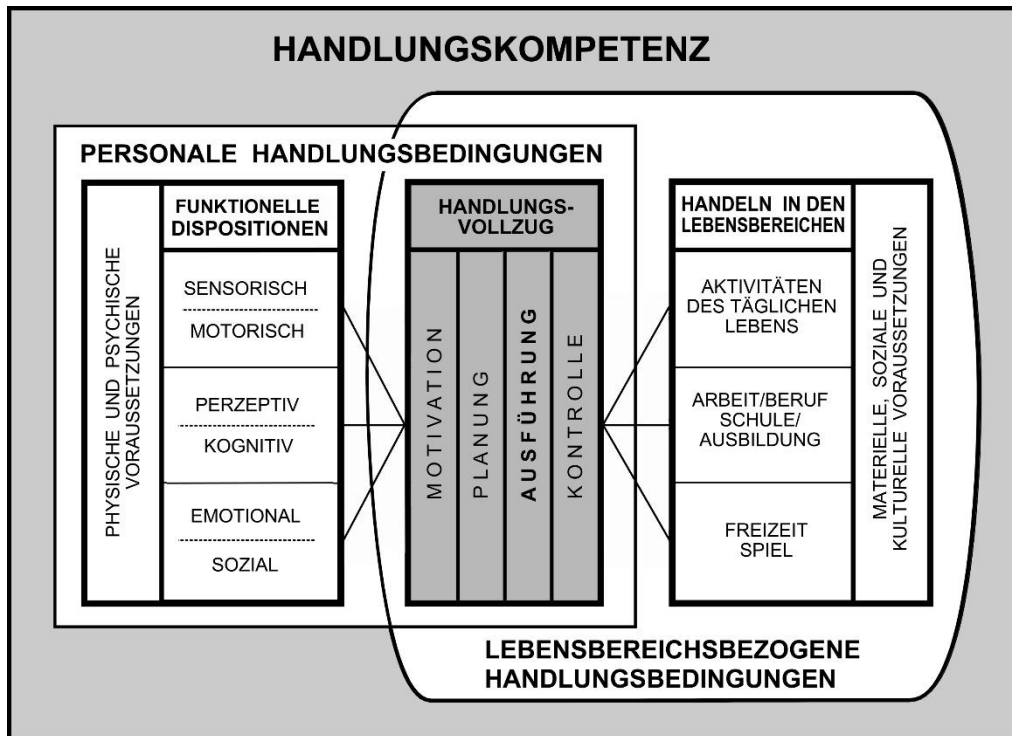 HANDLUNGSKOMPETENZ
PERSONALE HANDLUNGSBEDINGUNGEN
PHYSISCHE UND PSYCHISCHE
VORAUSSETZUNGEN
FUNKTIONELLE
DISPOSITIONEN
SENSORISCH
MOTORISCH
PERZEPTIV
KOGNITIV
EMOTIONAL
SOZIAL
HANDLUNGS-
VOLLZUG
MOTIVATION
PLANUNG
AUSFÜHRUNG
KONTROLLE
HANDELN IN DEN
LEBENSBEREICHEN
AKTIVITÄTEN
DES TÄGLICHEN
LEBENS
ARBEIT/BERUF
SCHULE/
AUSBILDUNG
FREIZEIT
SPIEL
MATERIELLE, SOZIALE UND
KULTURELLE VORAUSSETZUNGEN
LEBENSBEREICHSBEZOGENE
HANDLUNGSBEDINGUNGEN